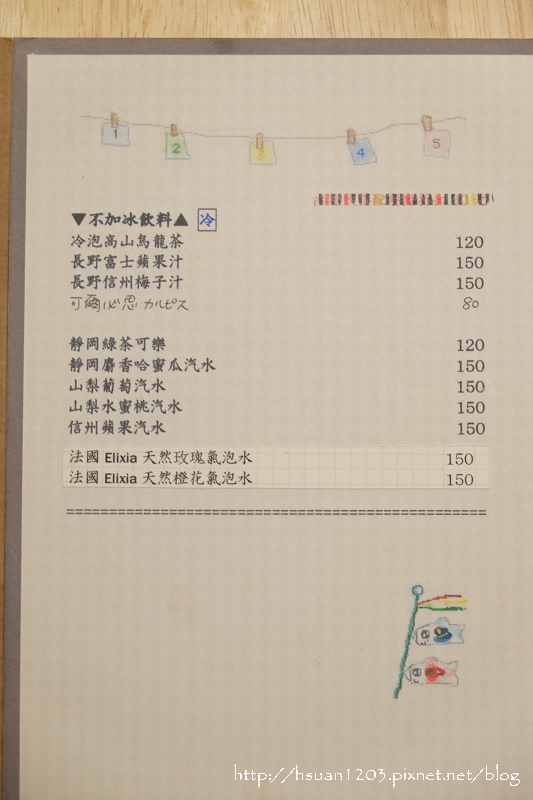 1 2 3 4 5
▼不加冰飲料▲ 冷
冷泡高山烏龍茶 120
長野富士蘋果汁 150
長野信州梅子汁 150
可爾必思 カルピス 80
靜岡綠茶可樂 120
靜岡麝香哈蜜瓜汽水 150
山梨葡萄汽水 150
山梨水蜜桃汽水 150
信州蘋果汽水 150
法國 Elixia 天然玫瑰氣泡水 150
法國 Elixia 天然橙花氣泡水 150
http://hsuan1203.pixnet.net/blog